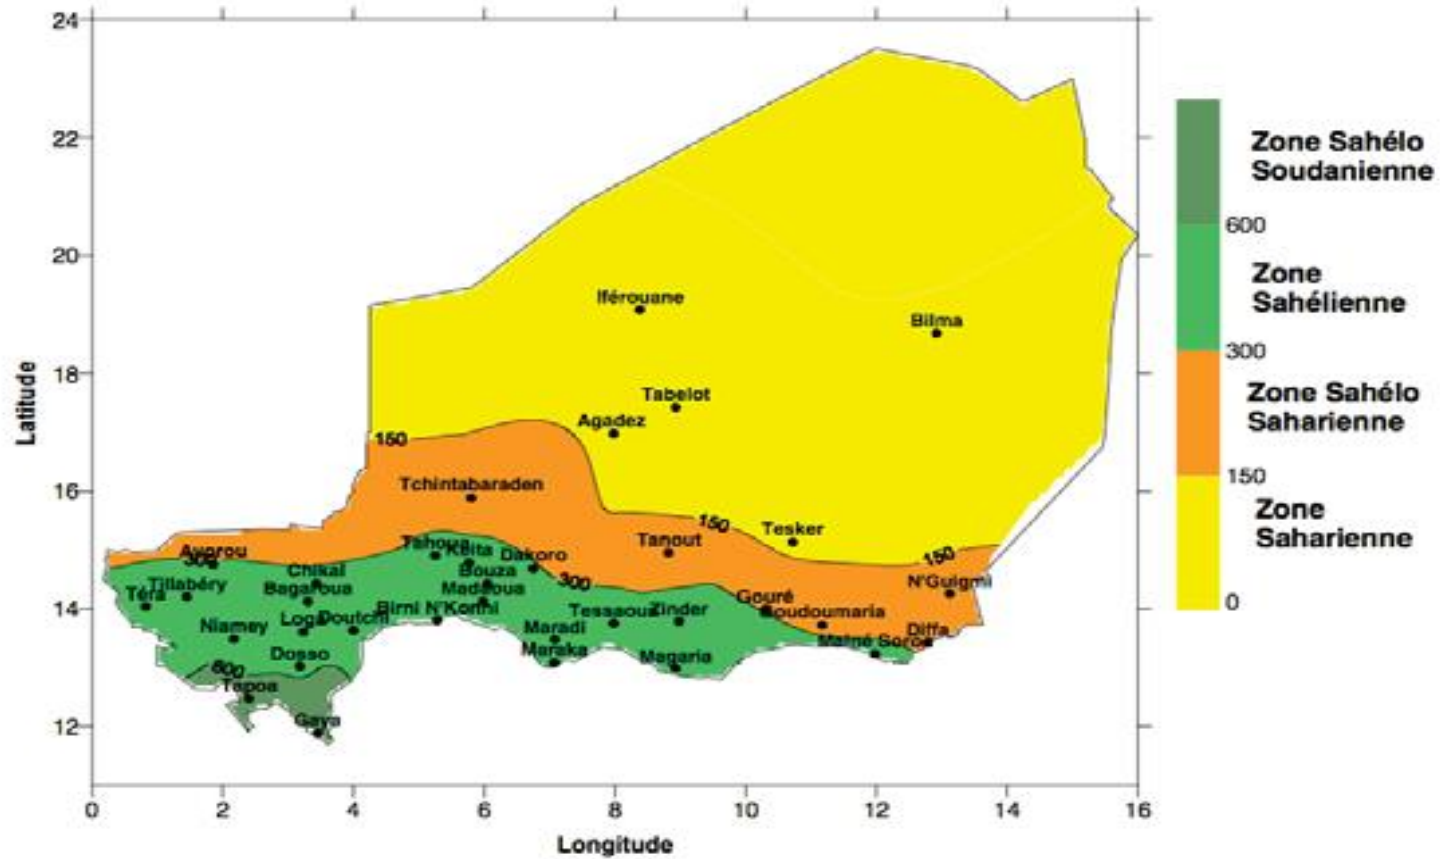 24
22
20
18
16
14
12
Latitude
0
2
4
6
8
10
12
14
16
Longitude
Iférouane
Bilma
Tabelot
Agadez
150
Tchintabaraden
150
Tesker
Tanout
150
Ayorou
300
Tahoua
Keita
Dakoro
Chikal
Bouza
300
N'Guigmi
Tillabéry
Bagaroua
Madaoua
Téra
Gouré
Birni N'Konni
Tessaoua
Zinder
Goudoumaria
Niamey
Loga
Doutchi
Maradi
Diffa
Maïné Soroa
Dosso
Maraka
Magaria
600
Tapoa
Gaya
Zone Sahélo
Soudanienne
600
Zone
Sahélienne
300
Zone Sahélo
Saharienne
150
Zone
Saharienne
0